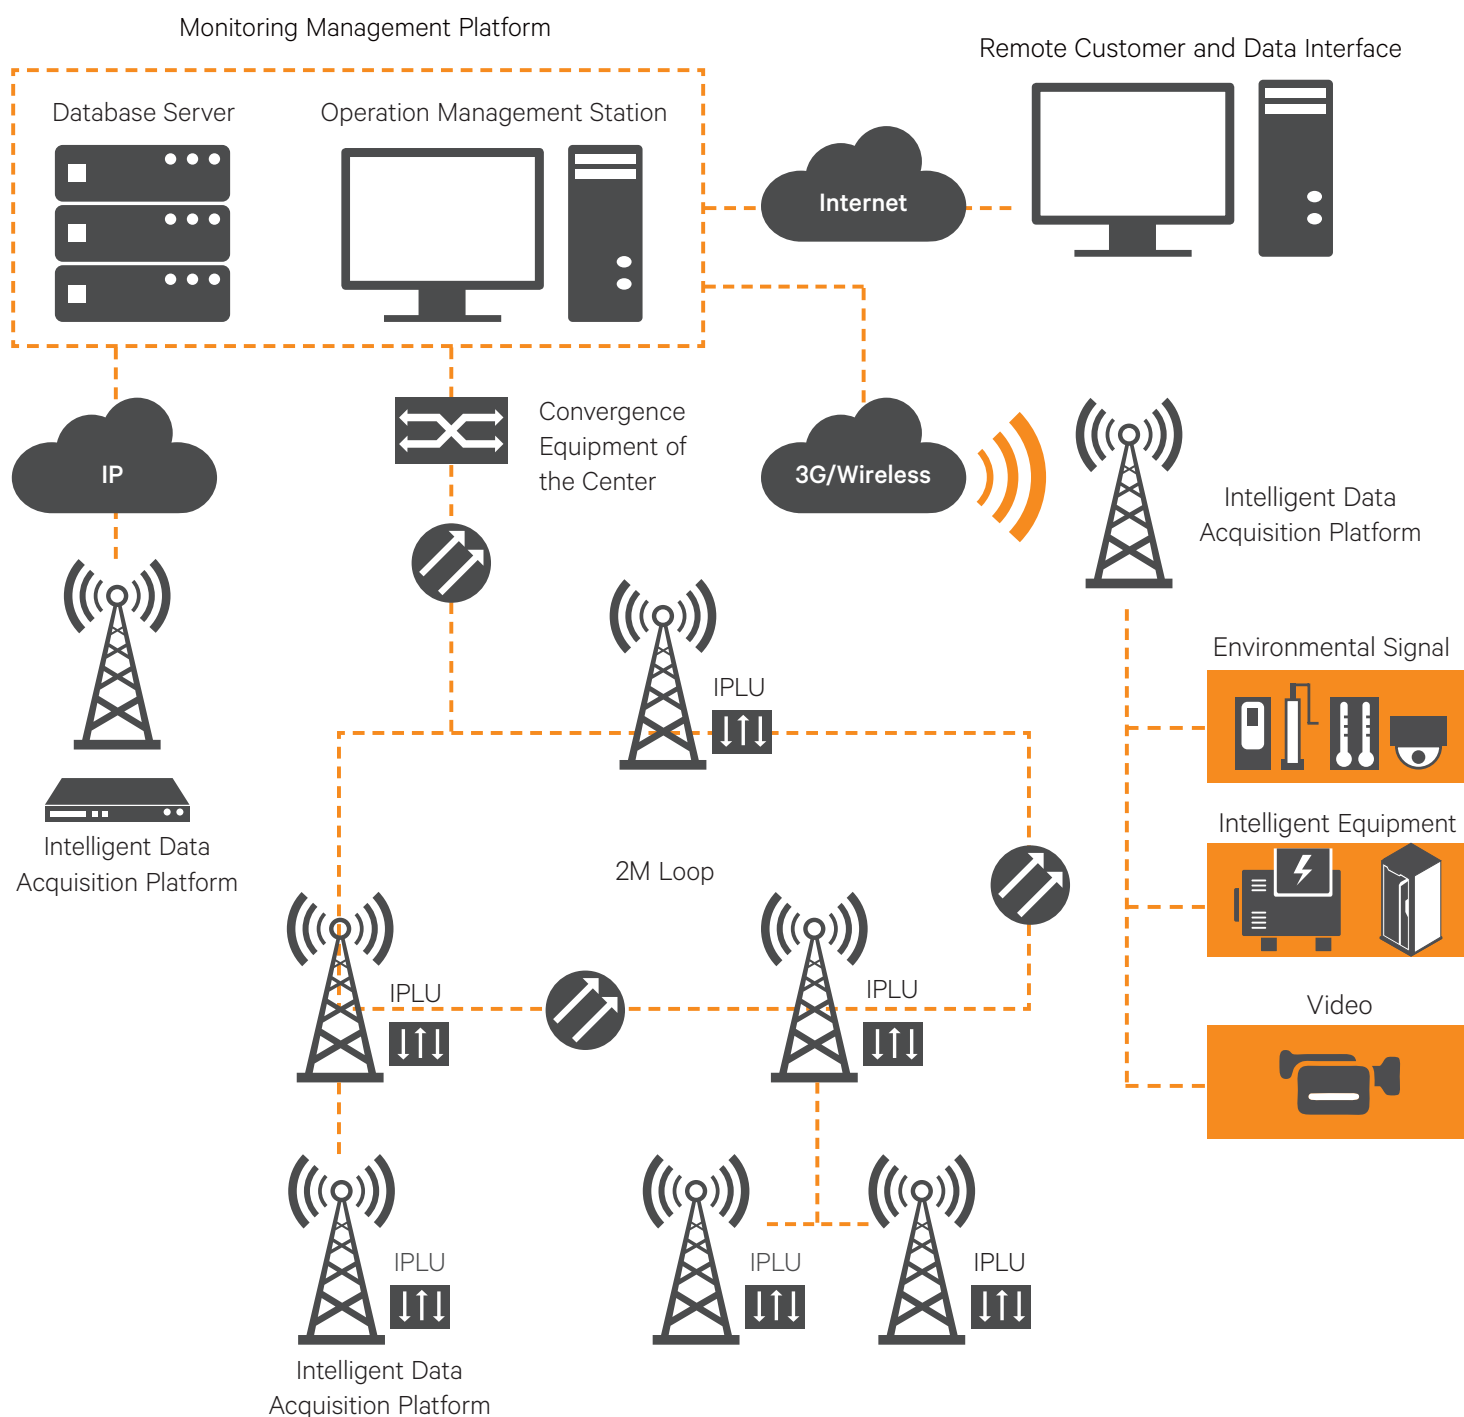 Monitoring Management Platform
Remote Customer and Data Interface
Database Server
Operation Management Station
Internet
Convergence
Equipment of
the Center
IP
3G/Wireless
Intelligent Data
Acquisition Platform
Environmental Signal
IPLU
Intelligent Equipment
Intelligent Data
Acquisition Platform
2M Loop
IPLU
IPLU
Video
IPLU
IPLU
IPLU
Intelligent Data
Acquisition Platform